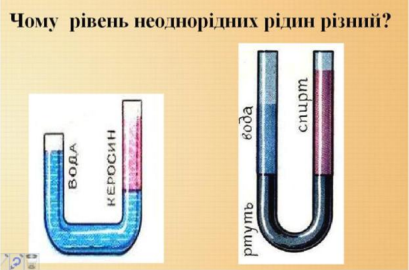 Чому рівень неоднорідних рідин різний?
ВОДА
КЕРОСИН
вода
спирт
ртуть